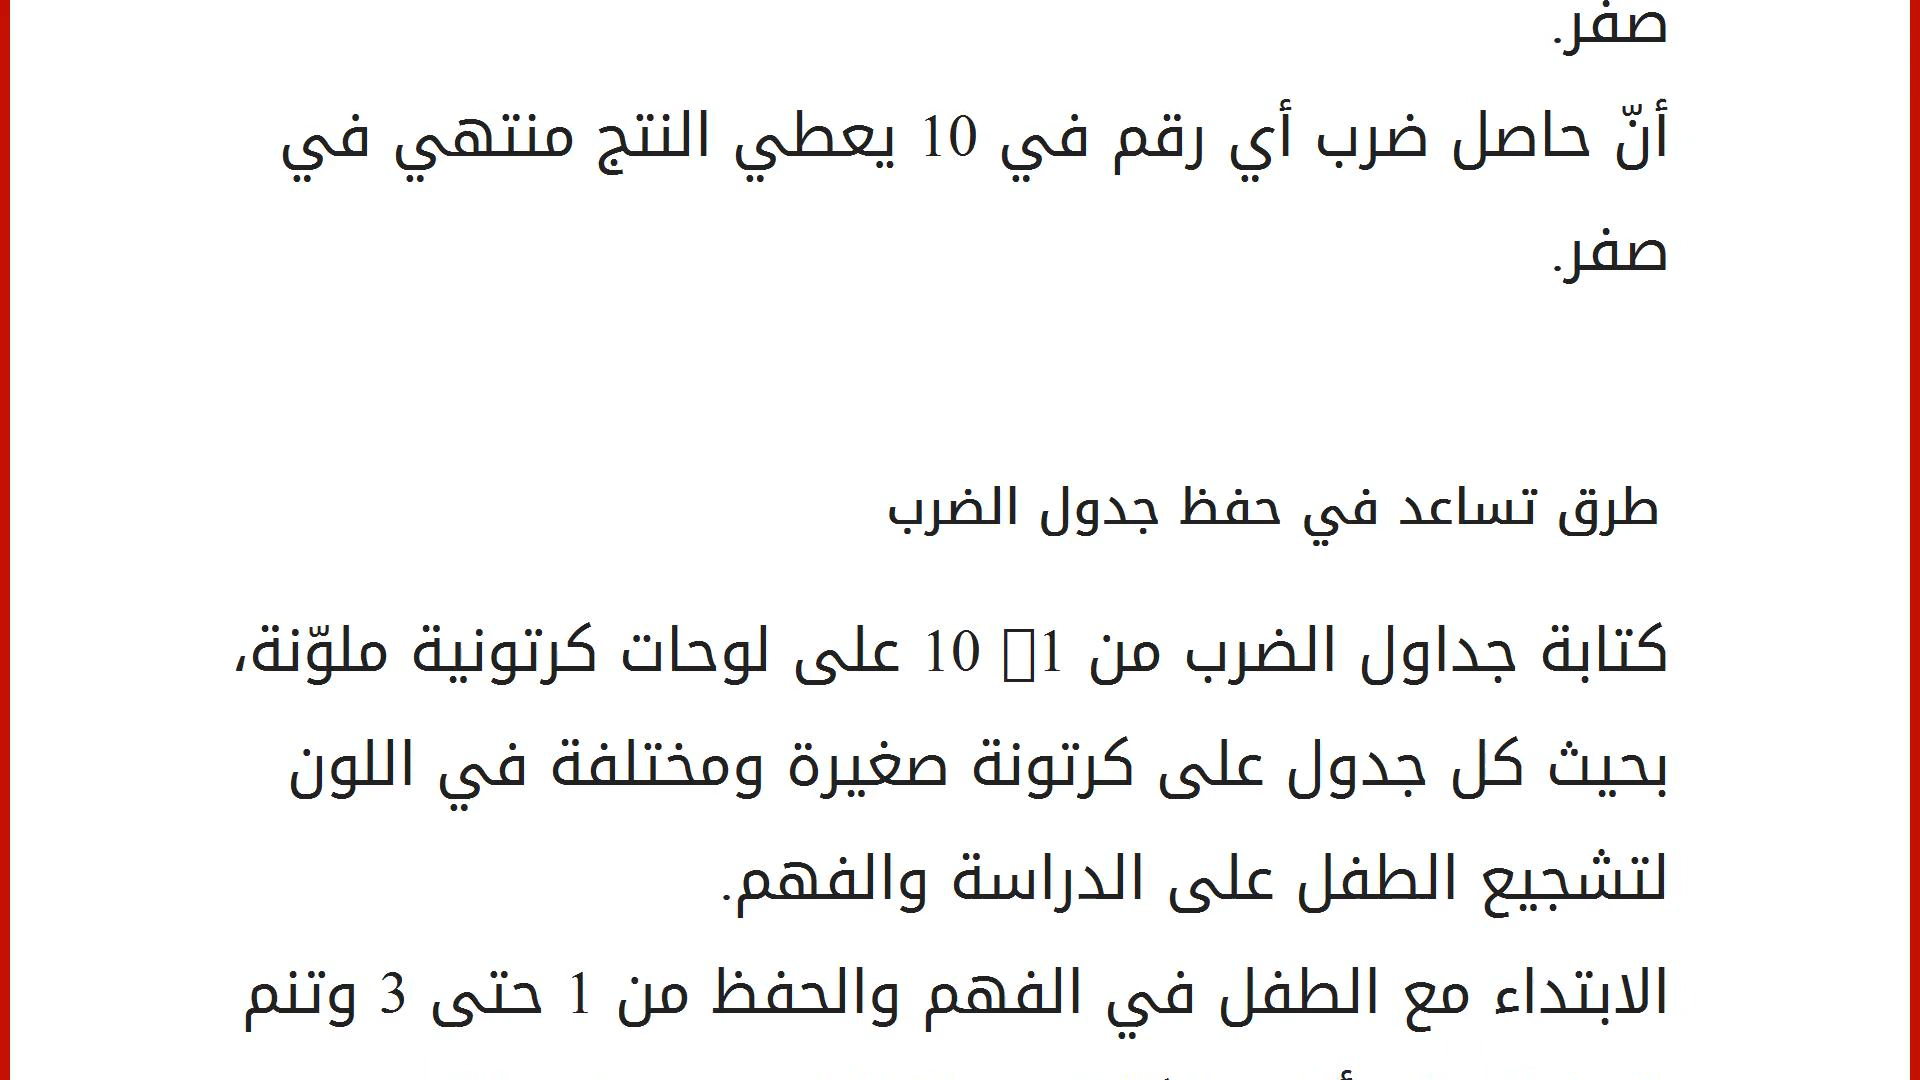 صفر.
أنّ حاصل ضرب أي رقم في 10 يعطي النتج منتهي في
صفر.
طرق تساعد في حفظ جدول الضرب
كتابة جداول الضرب من 1 10 على لوحات كرتونية ملوّنة،
بحيث كل جدول على كرتونة صغيرة ومختلفة في اللون
لتشجيع الطفل على الدراسة والفهم.
الابتداء مع الطفل في الفهم والحفظ من 1 حتى 3 وتنم